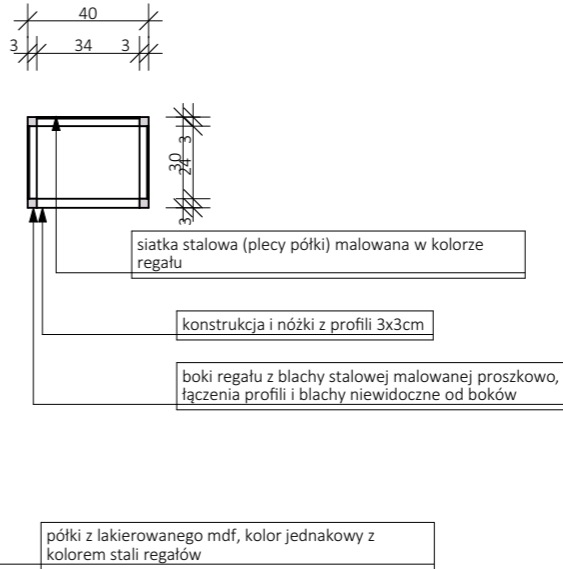 40
3 34 3
3
30
24
3
siatka stalowa (plecy półki) malowana w kolorze
regału
konstrukcja i nóżki z profili 3x3cm
boki regału z blachy stalowej malowanej proszkowo,
łączenia profili i blachy niewidoczne od boków
półki z lakierowanego mdf, kolor jednakowy z
kolorem stali regałów